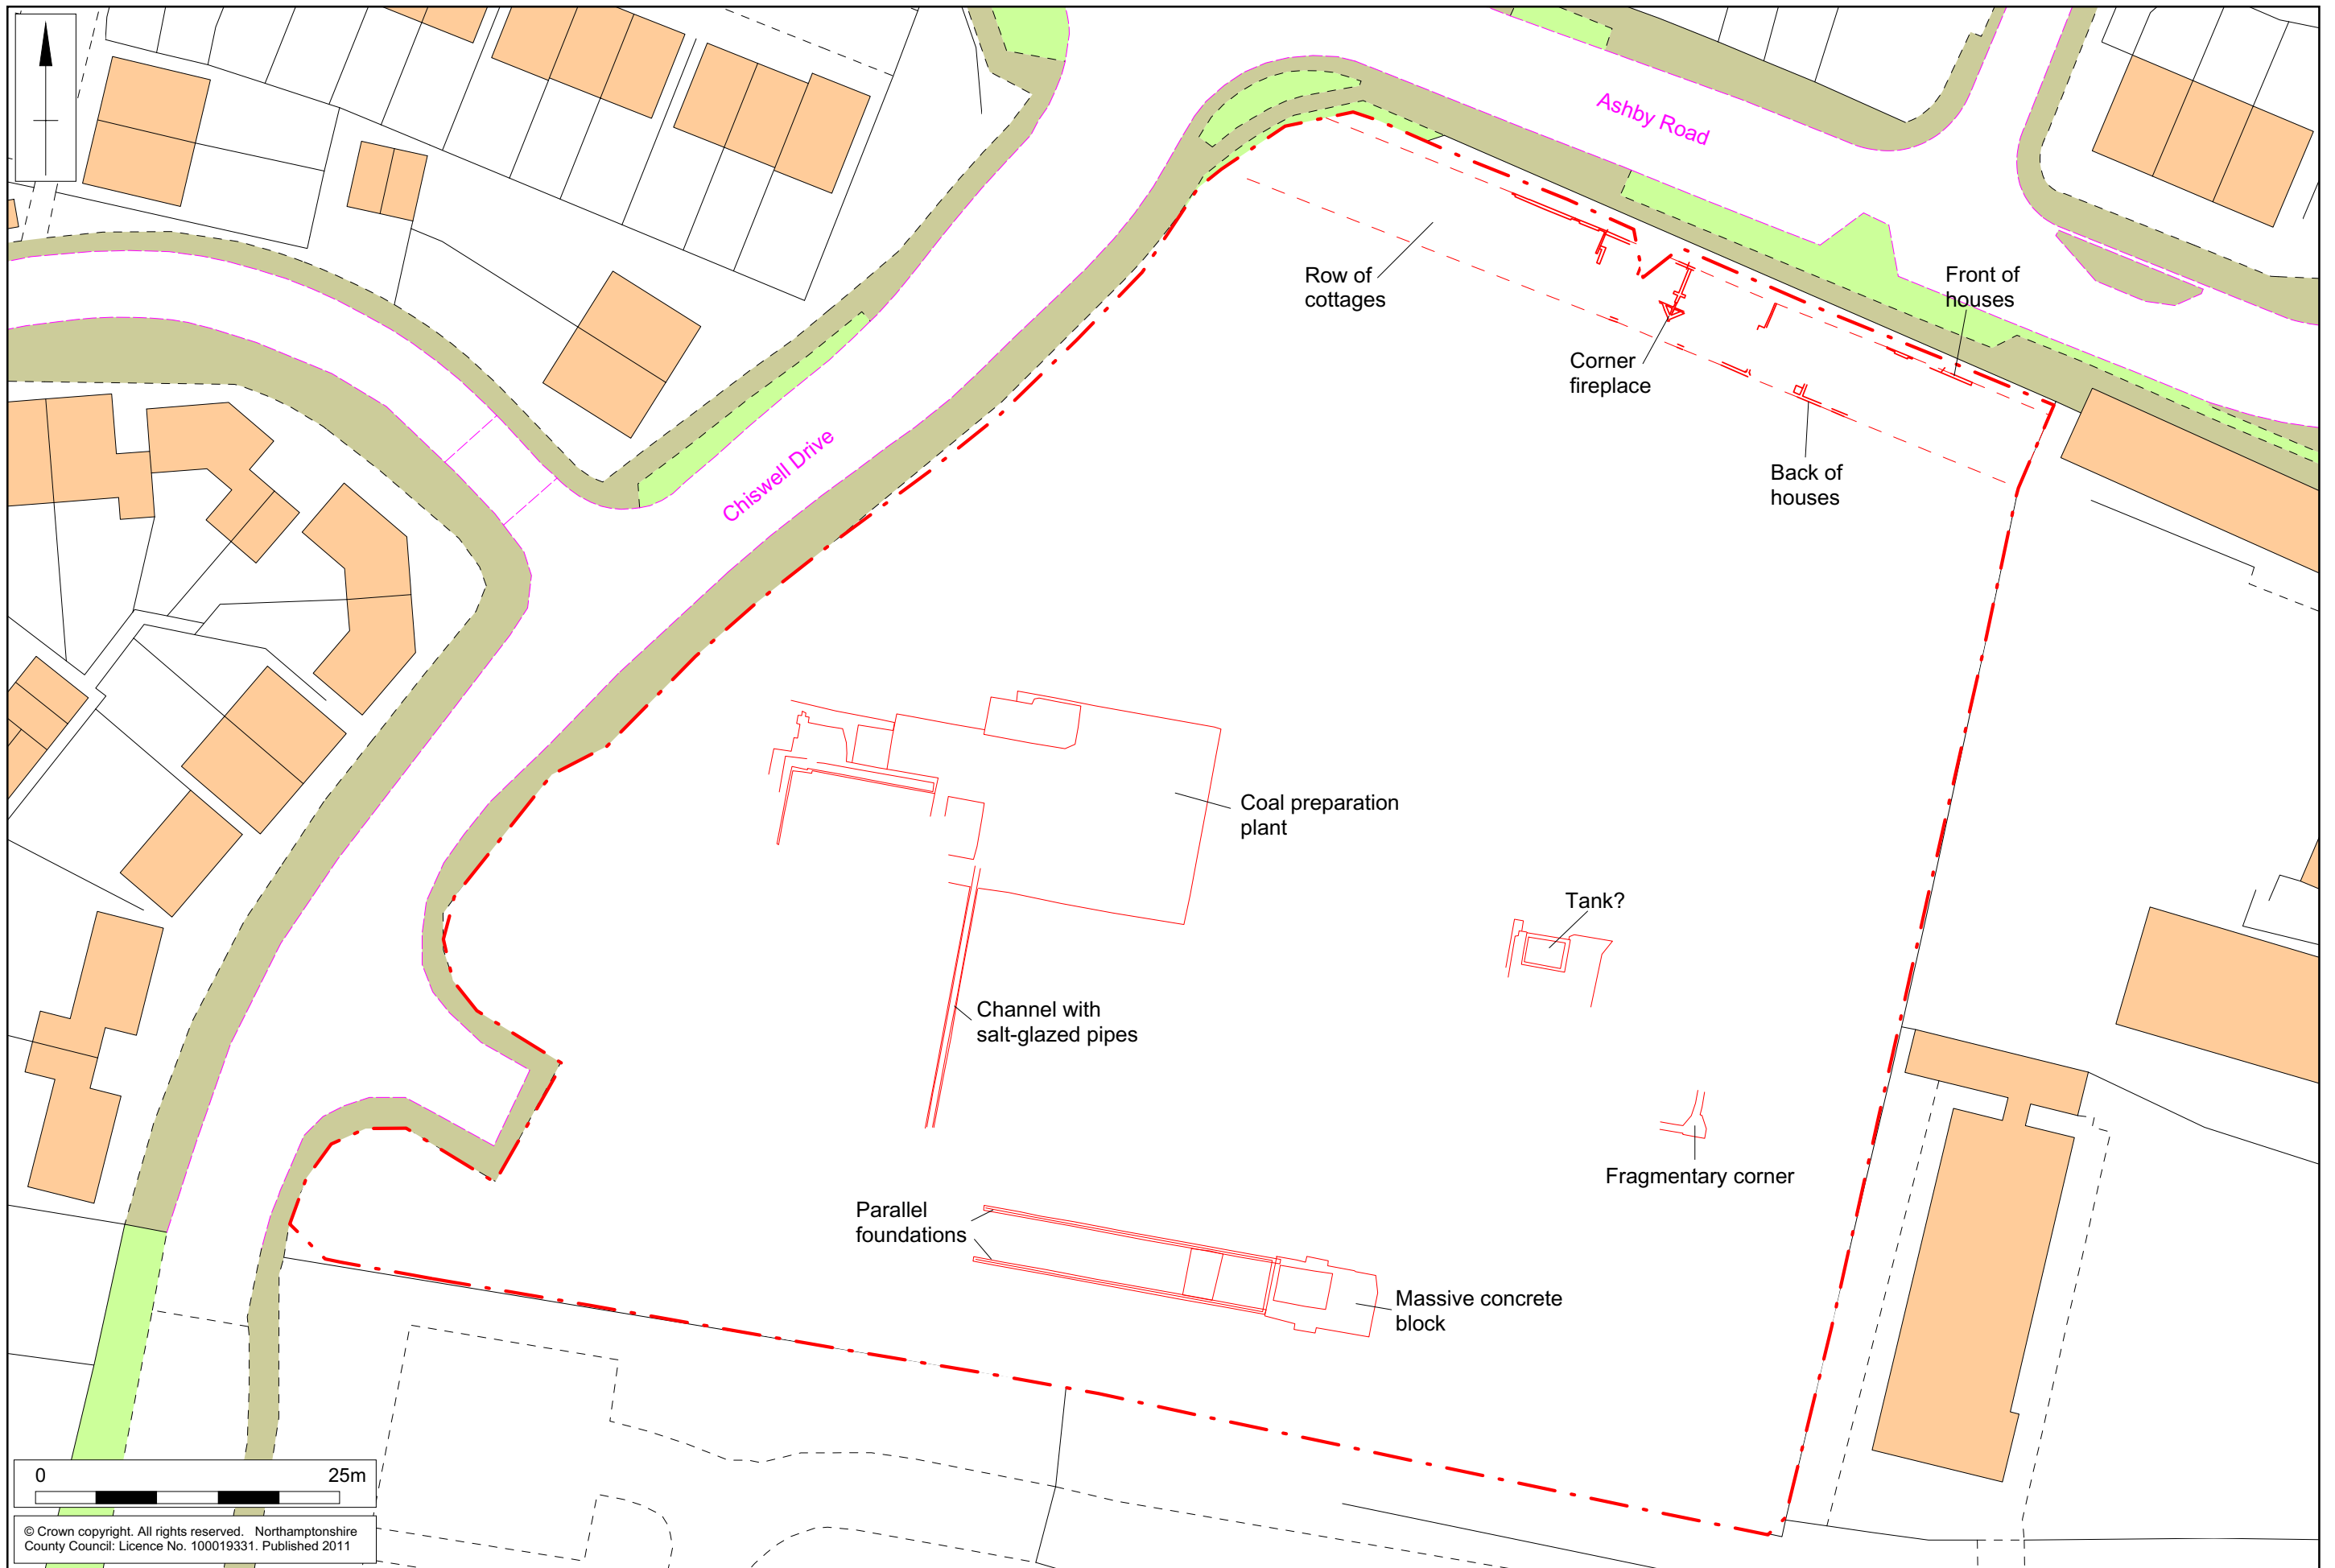 Ashby Road
Row of
cottages
Front of
houses
Corner
fireplace
Chiswell Drive
Back of
houses
Coal preparation
plant
Tank?
Channel with
salt-glazed pipes
Fragmentary corner
Parallel
foundations
Massive concrete
block
0 25m
© Crown copyright. All rights reserved. Northamptonshire
County Council: Licence No. 100019331. Published 2011